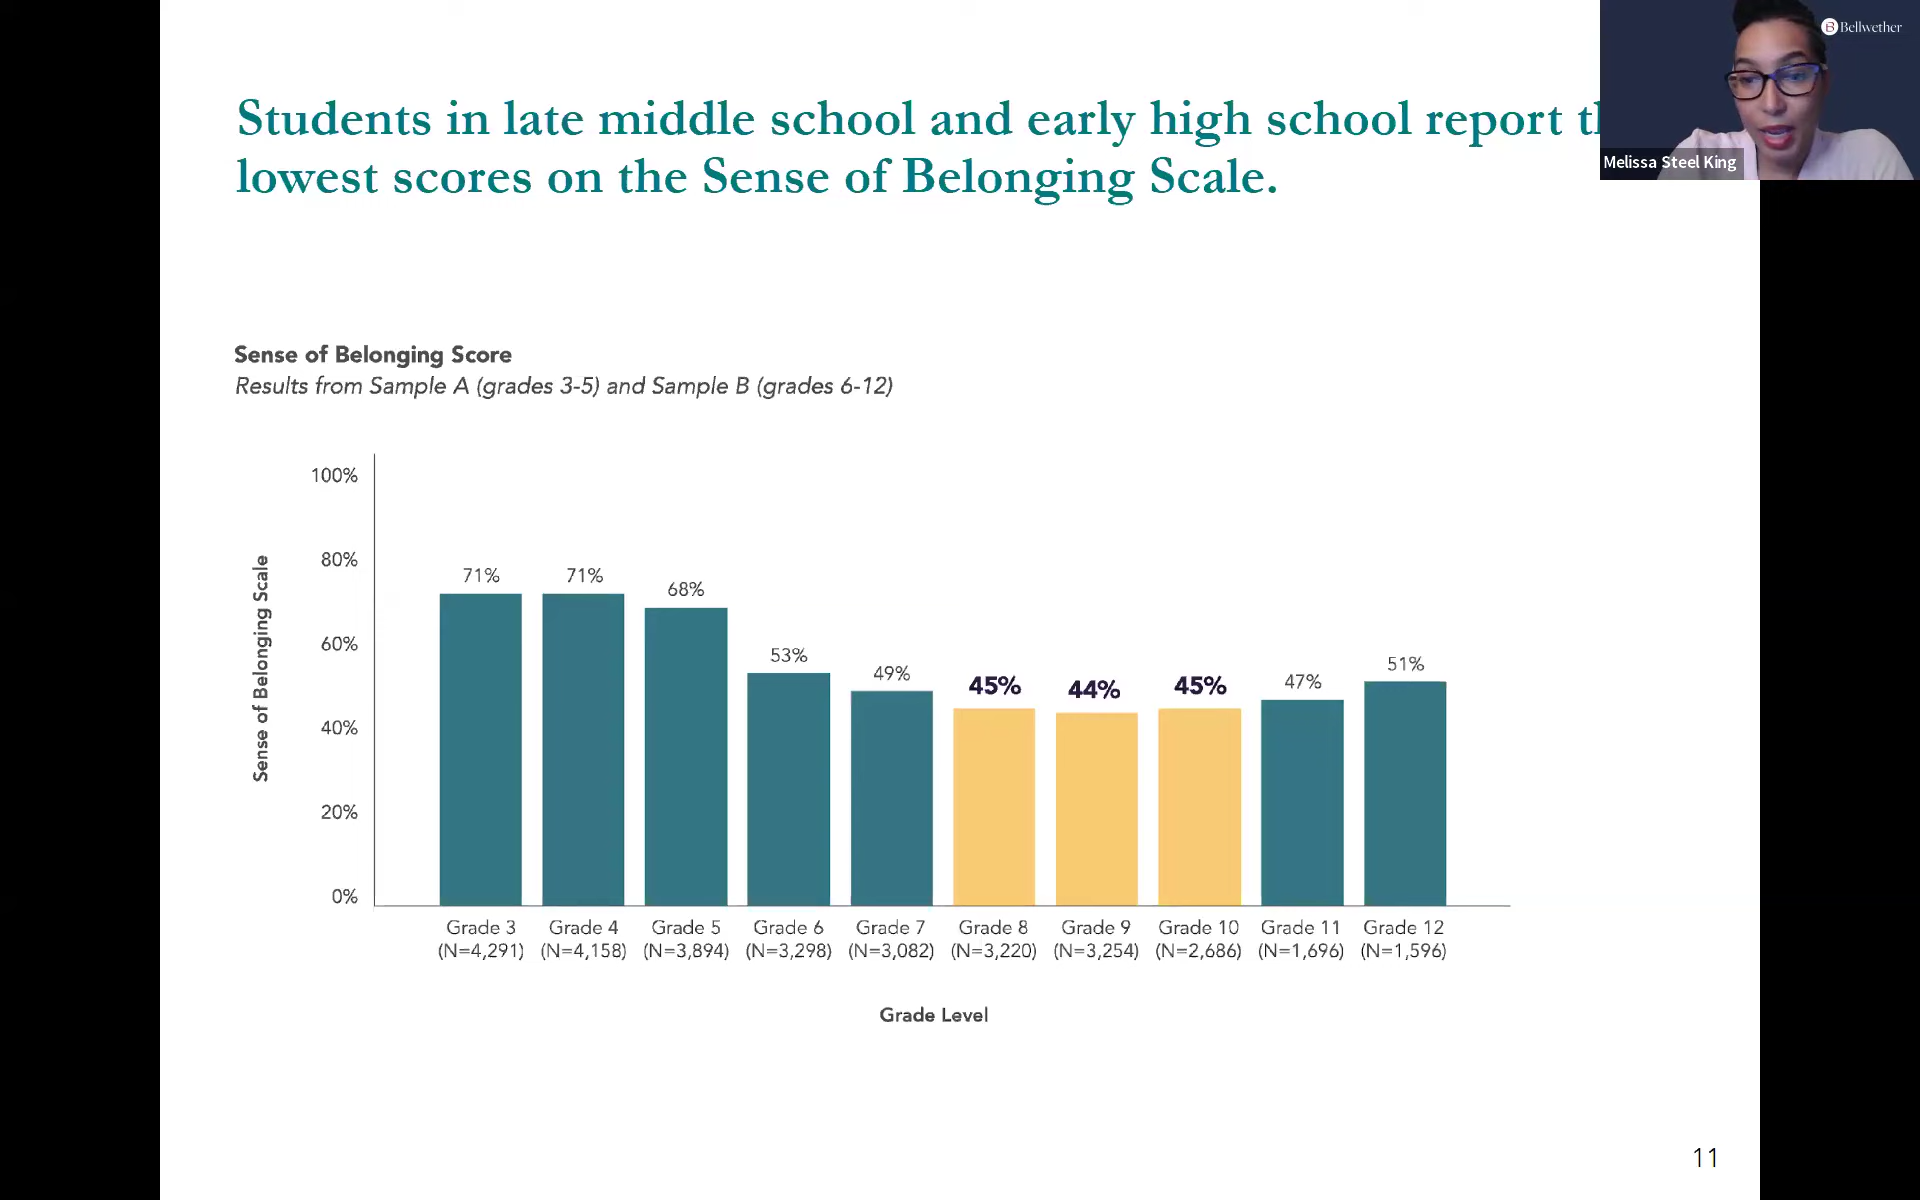 Bellwether
Melissa Steel King
Students in late middle school and early high school report
lowest scores on the Sense of Belonging Scale.
Sense of Belonging Score
Results from Sample A (grades 3-5) and Sample B (grades 6-12)
Sense of Belonging Scale
100%
80%
60%
40%
20%
0%
71%
71%
68%
53%
49%
45%
44%
45%
47%
51%
Grade 3 Grade 4 Grade 5 Grade 6 Grade 7 Grade 8 Grade 9 Grade 10 Grade 11 Grade 12
(N=4,291) (N=4,158) (N=3,894) (N=3,298) (N=3,082) (N=3,220) (N=3,254) (N=2,686) (N=1,696) (N=1,596)
Grade Level
11